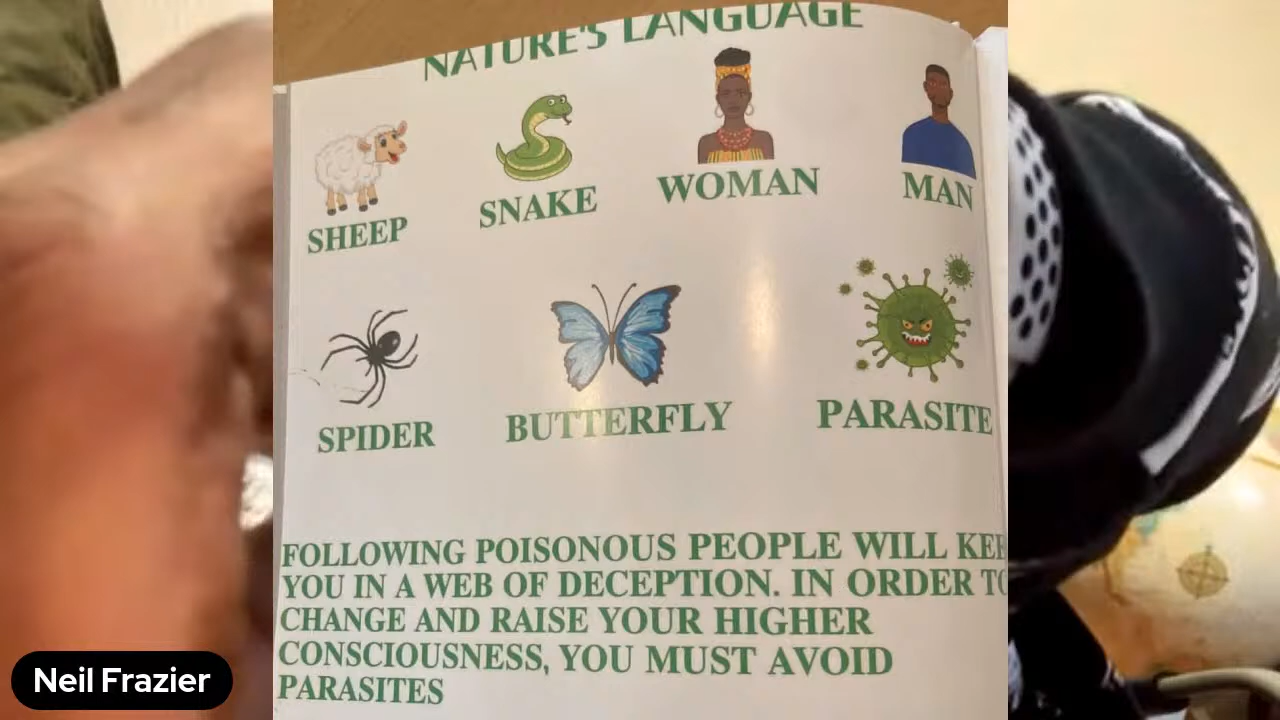 NATURE'S LANGUAGE
SHEEP
SNAKE
WOMAN
MAN
SPIDER
BUTTERFLY
PARASITE
FOLLOWING POISONOUS PEOPLE WILL
YOU IN A WEB OF DECEPTION. IN ORDER TO
CHANGE AND RAISE YOUR HIGHER
CONSCIOUSNESS, YOU MUST AVOID
PARASITES
Neil Frazier